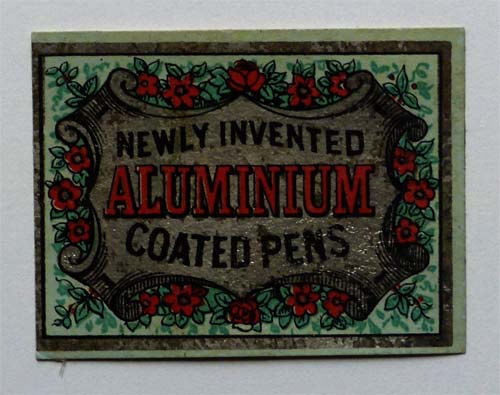 NEWLY INVENTED
ALUMINIUM
COATED PENS